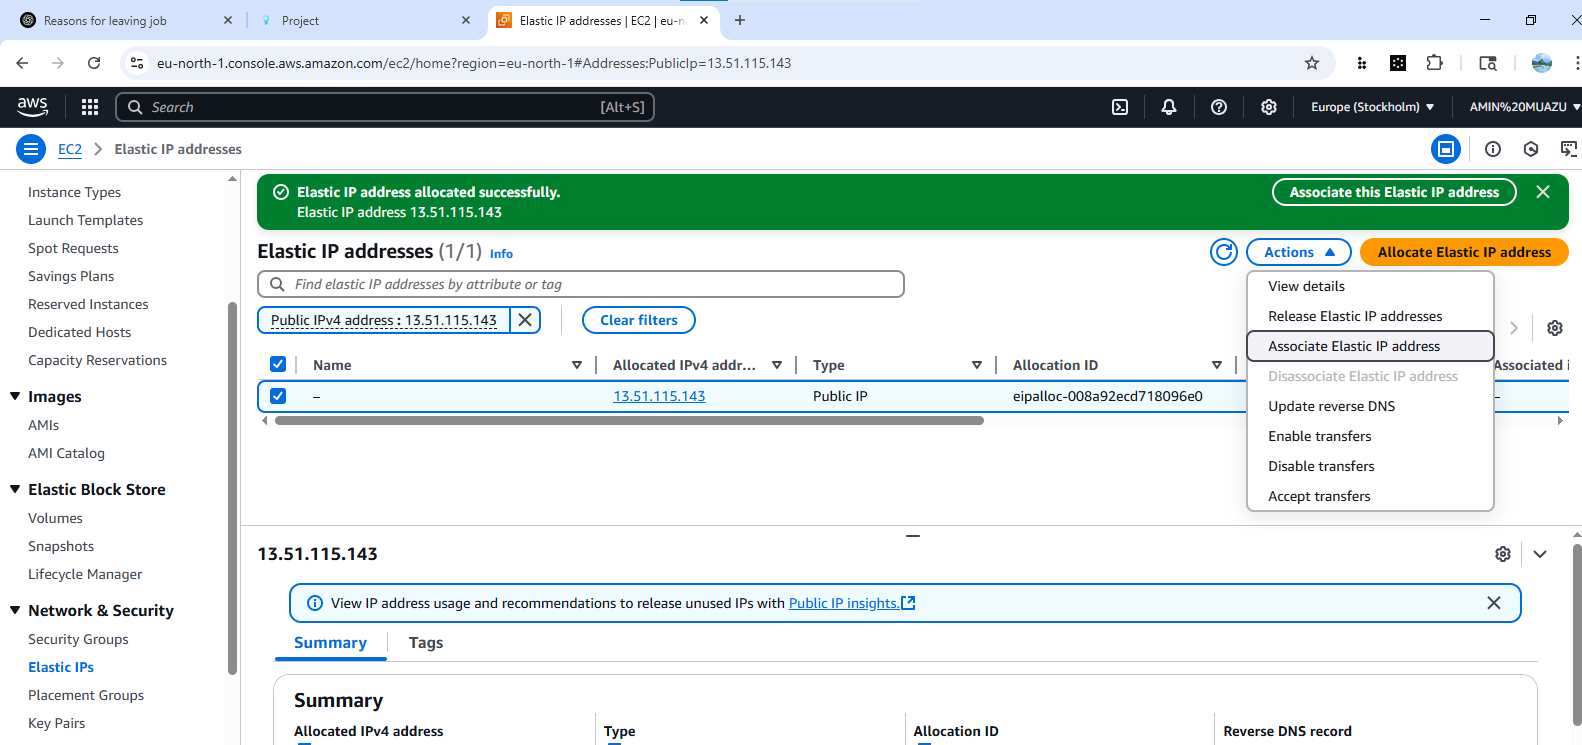 Reasons for leaving job
Project
Elastic IP addresses | EC2 | eu-n
eu-north-1.console.aws.amazon.com/ec2/home?region=eu-north-1#Addresses:PublicIp=13.51.115.143
aws
Search
[Alt+S]
Europe (Stockholm)
AMIN%20MUAZU
EC2
Elastic IP addresses
Instance Types
Launch Templates
Spot Requests
Savings Plans
Reserved Instances
Dedicated Hosts
Capacity Reservations
Images
AMIs
AMI Catalog
Elastic Block Store
Volumes
Snapshots
Lifecycle Manager
Network & Security
Security Groups
Elastic IPs
Placement Groups
Key Pairs
Elastic IP address allocated successfully.
Elastic IP address 13.51.115.143
Associate this Elastic IP address
Elastic IP addresses (1/1) Info
Actions
Allocate Elastic IP address
Find elastic IP addresses by attribute or tag
Public IPv4 address : 13.51.115.143
Clear filters
View details
Release Elastic IP addresses
Associate Elastic IP address
Disassociate Elastic IP address
Update reverse DNS
Enable transfers
Disable transfers
Accept transfers
Name
Allocated IPv4 addr...
Type
Allocation ID
Associated i
–
13.51.115.143
Public IP
eipalloc-008a92ecd718096e0
–
13.51.115.143
View IP address usage and recommendations to release unused IPs with Public IP insights.
Summary
Tags
Summary
Allocated IPv4 address
Type
Allocation ID
Reverse DNS record